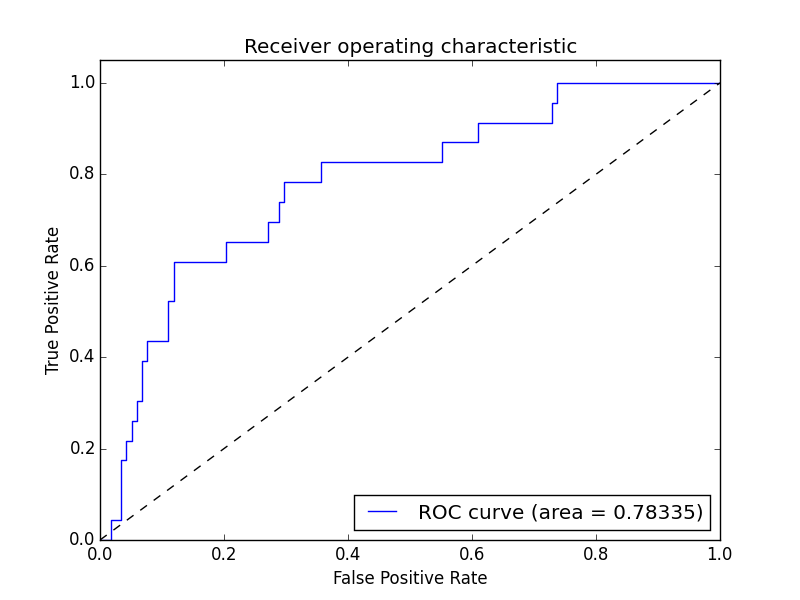 Receiver operating characteristic
1.0
0.8
0.6
0.4
0.2
0.0
True Positive Rate
ROC curve (area = 0.78335)
0.0 0.2 0.4 0.6 0.8 1.0
False Positive Rate